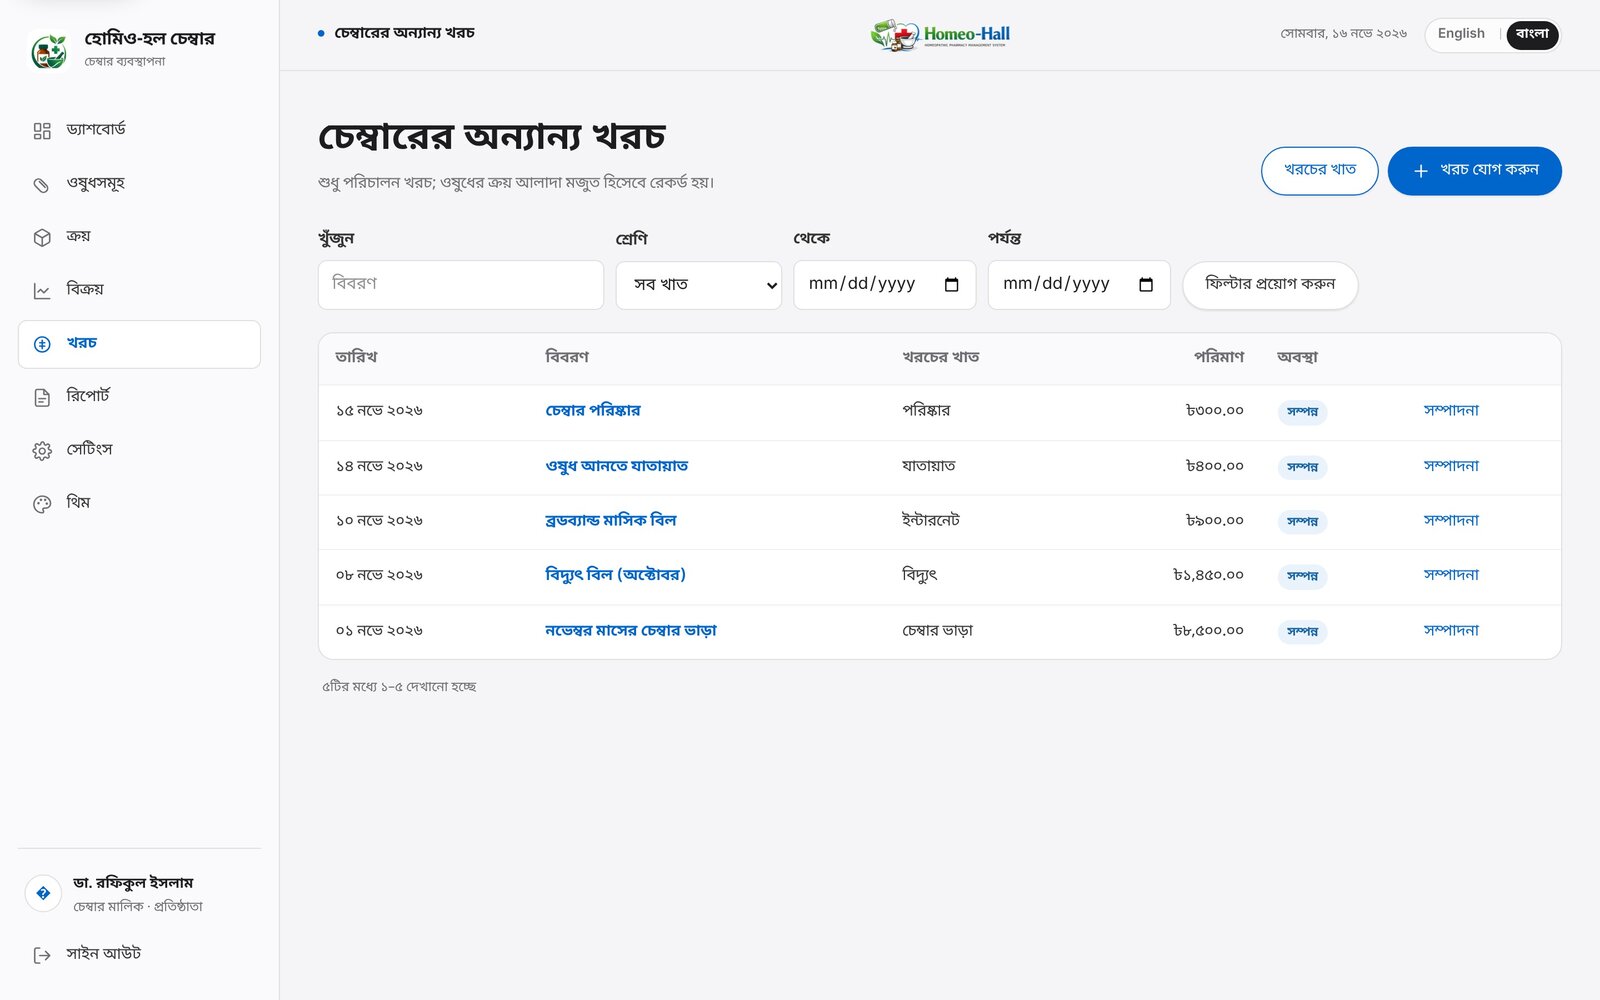 হোমিও-হল চেম্বার
চেম্বার ব্যবস্থাপনা
ড্যাশবোর্ড
ওষুধসমূহ
ক্রয়
বিক্রয়
খরচ
রিপোর্ট
সেটিংস
থিম
ডা. রফিকুল ইসলাম
চেম্বার মালিক · প্রতিষ্ঠাতা
সাইন আউট
চেম্বারের অন্যান্য খরচ
Homeo-Hall
HOMEOPATHIC PHARMACY MANAGEMENT SYSTEM
সোমবার, ১৬ নভে ২০২৬
English | বাংলা
চেম্বারের অন্যান্য খরচ
শুধু পরিচালন খরচ; ওষুধের ক্রয় আলাদা মজুত হিসেবে রেকর্ড হয়।
খরচের খাত
+ খরচ যোগ করুন
খুঁজুন শ্রেণি থেকে পর্যন্ত
বিবরণ সব খাত mm/dd/yyyy mm/dd/yyyy ফিল্টার প্রয়োগ করুন
তারিখ বিবরণ খরচের খাত পরিমাণ অবস্থা
১৫ নভে ২০২৬ চেম্বার পরিষ্কার পরিষ্কার ৳৩০০.০০ সম্পন্ন সম্পাদনা
১৪ নভে ২০২৬ ওষুধ আনতে যাতায়াত যাতায়াত ৳৪০০.০০ সম্পন্ন সম্পাদনা
১০ নভে ২০২৬ ব্রডব্যান্ড মাসিক বিল ইন্টারনেট ৳৯০০.০০ সম্পন্ন সম্পাদনা
০৮ নভে ২০২৬ বিদ্যুৎ বিল (অক্টোবর) বিদ্যুৎ ৳১,৪৫০.০০ সম্পন্ন সম্পাদনা
০১ নভে ২০২৬ নভেম্বর মাসের চেম্বার ভাড়া চেম্বার ভাড়া ৳৮,৫০০.০০ সম্পন্ন সম্পাদনা
৫টির মধ্যে ১–৫ দেখানো হচ্ছে